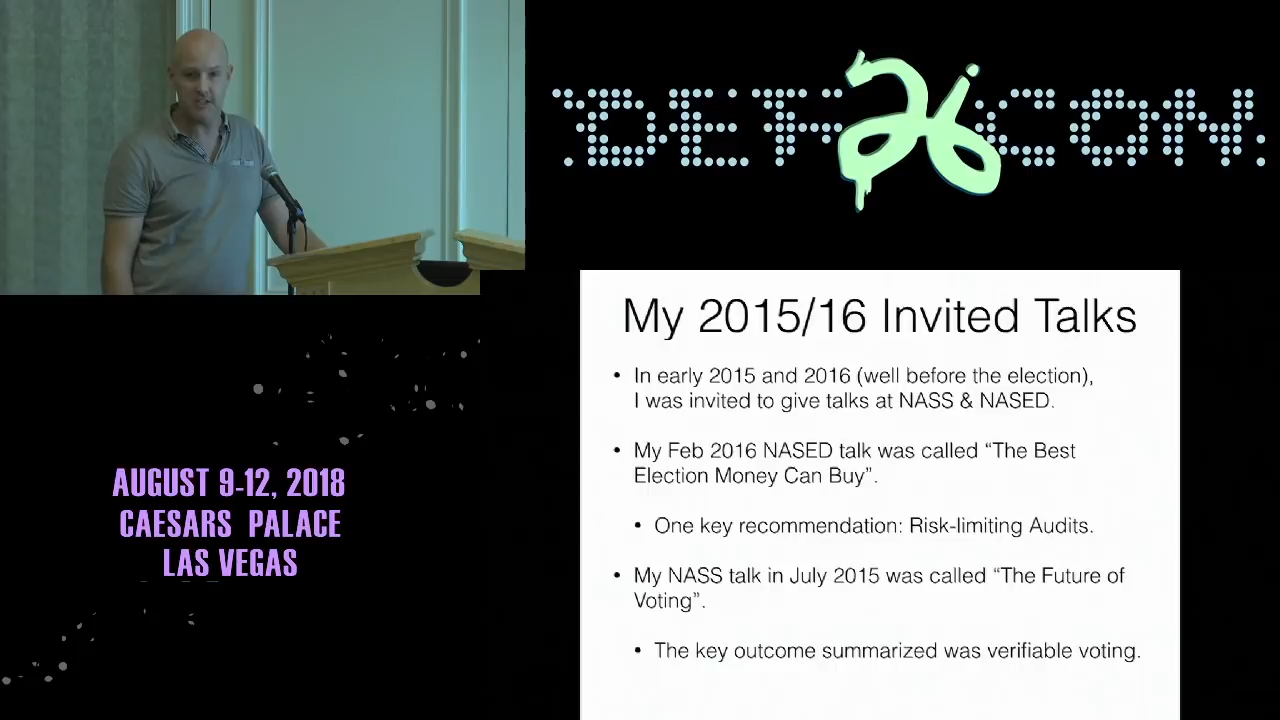 DEF 26 CON
My 2015/16 Invited Talks
• In early 2015 and 2016 (well before the election),
I was invited to give talks at NASS & NASED.
• My Feb 2016 NASED talk was called “The Best
Election Money Can Buy”.
• One key recommendation: Risk-limiting Audits.
• My NASS talk in July 2015 was called “The Future of
Voting”.
• The key outcome summarized was verifiable voting.
AUGUST 9-12, 2018
CAESARS PALACE
LAS VEGAS